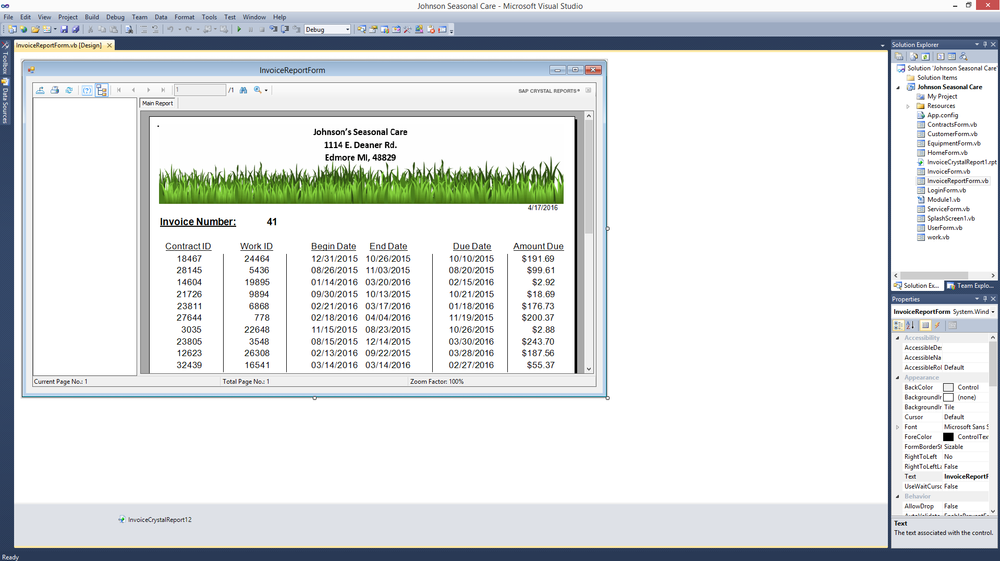 Johnson Seasonal Care - Microsoft Visual Studio
File Edit View Project Build Debug Team Data Format Tools Test Window Help
Debug
Toolbox
Data Sources
InvoiceReportForm.vb [Design]
InvoiceReportForm
1 /1
SAP CRYSTAL REPORTS®
Main Report
Johnson’s Seasonal Care
1114 E. Deaner Rd.
Edmore MI, 48829
4/17/2016
Invoice Number: 41
Contract ID Work ID Begin Date End Date Due Date Amount Due
18467 24464 12/31/2015 10/26/2015 10/10/2015 $191.69
28145 5436 08/26/2015 11/03/2015 08/20/2015 $99.61
14604 19895 01/14/2016 03/20/2016 02/15/2016 $2.92
21726 9894 09/30/2015 10/13/2015 10/21/2015 $18.69
23811 6868 02/21/2016 03/17/2016 01/18/2016 $176.73
27644 778 02/18/2016 04/04/2016 11/19/2015 $200.37
3035 22648 11/15/2015 08/23/2015 10/26/2015 $2.88
23805 3548 08/15/2015 12/14/2015 03/30/2016 $243.70
12623 26308 02/13/2016 09/22/2015 03/28/2016 $187.56
32439 16541 03/14/2016 03/14/2016 02/27/2016 $55.37
Current Page No.: 1 Total Page No.: 1 Zoom Factor: 100%
InvoiceCrystalReport12
Solution Explorer
Solution 'Johnson Seasonal Care'
Solution Items
Johnson Seasonal Care
My Project
Resources
App.config
ContractsForm.vb
CustomerForm.vb
EquipmentForm.vb
HomeForm.vb
InvoiceCrystalReport1.rpt
InvoiceForm.vb
InvoiceReportForm.vb
LoginForm.vb
Module1.vb
ServiceForm.vb
SplashScreen1.vb
UserForm.vb
work.vb
Solution Ex... Team Explo...
Properties
InvoiceReportForm System.Wind
Accessibility
AccessibleDes
AccessibleNa
AccessibleRol Default
Appearance
BackColor Control
BackgroundIr (none)
BackgroundIr Tile
Cursor Default
Font Microsoft Sans S
ForeColor ControlTex
FormBorderSt Sizable
RightToLeft No
RightToLeftLa False
Text InvoiceReportF
UseWaitCursc False
Behavior
AllowDrop False
Text
The text associated with the control.
Ready